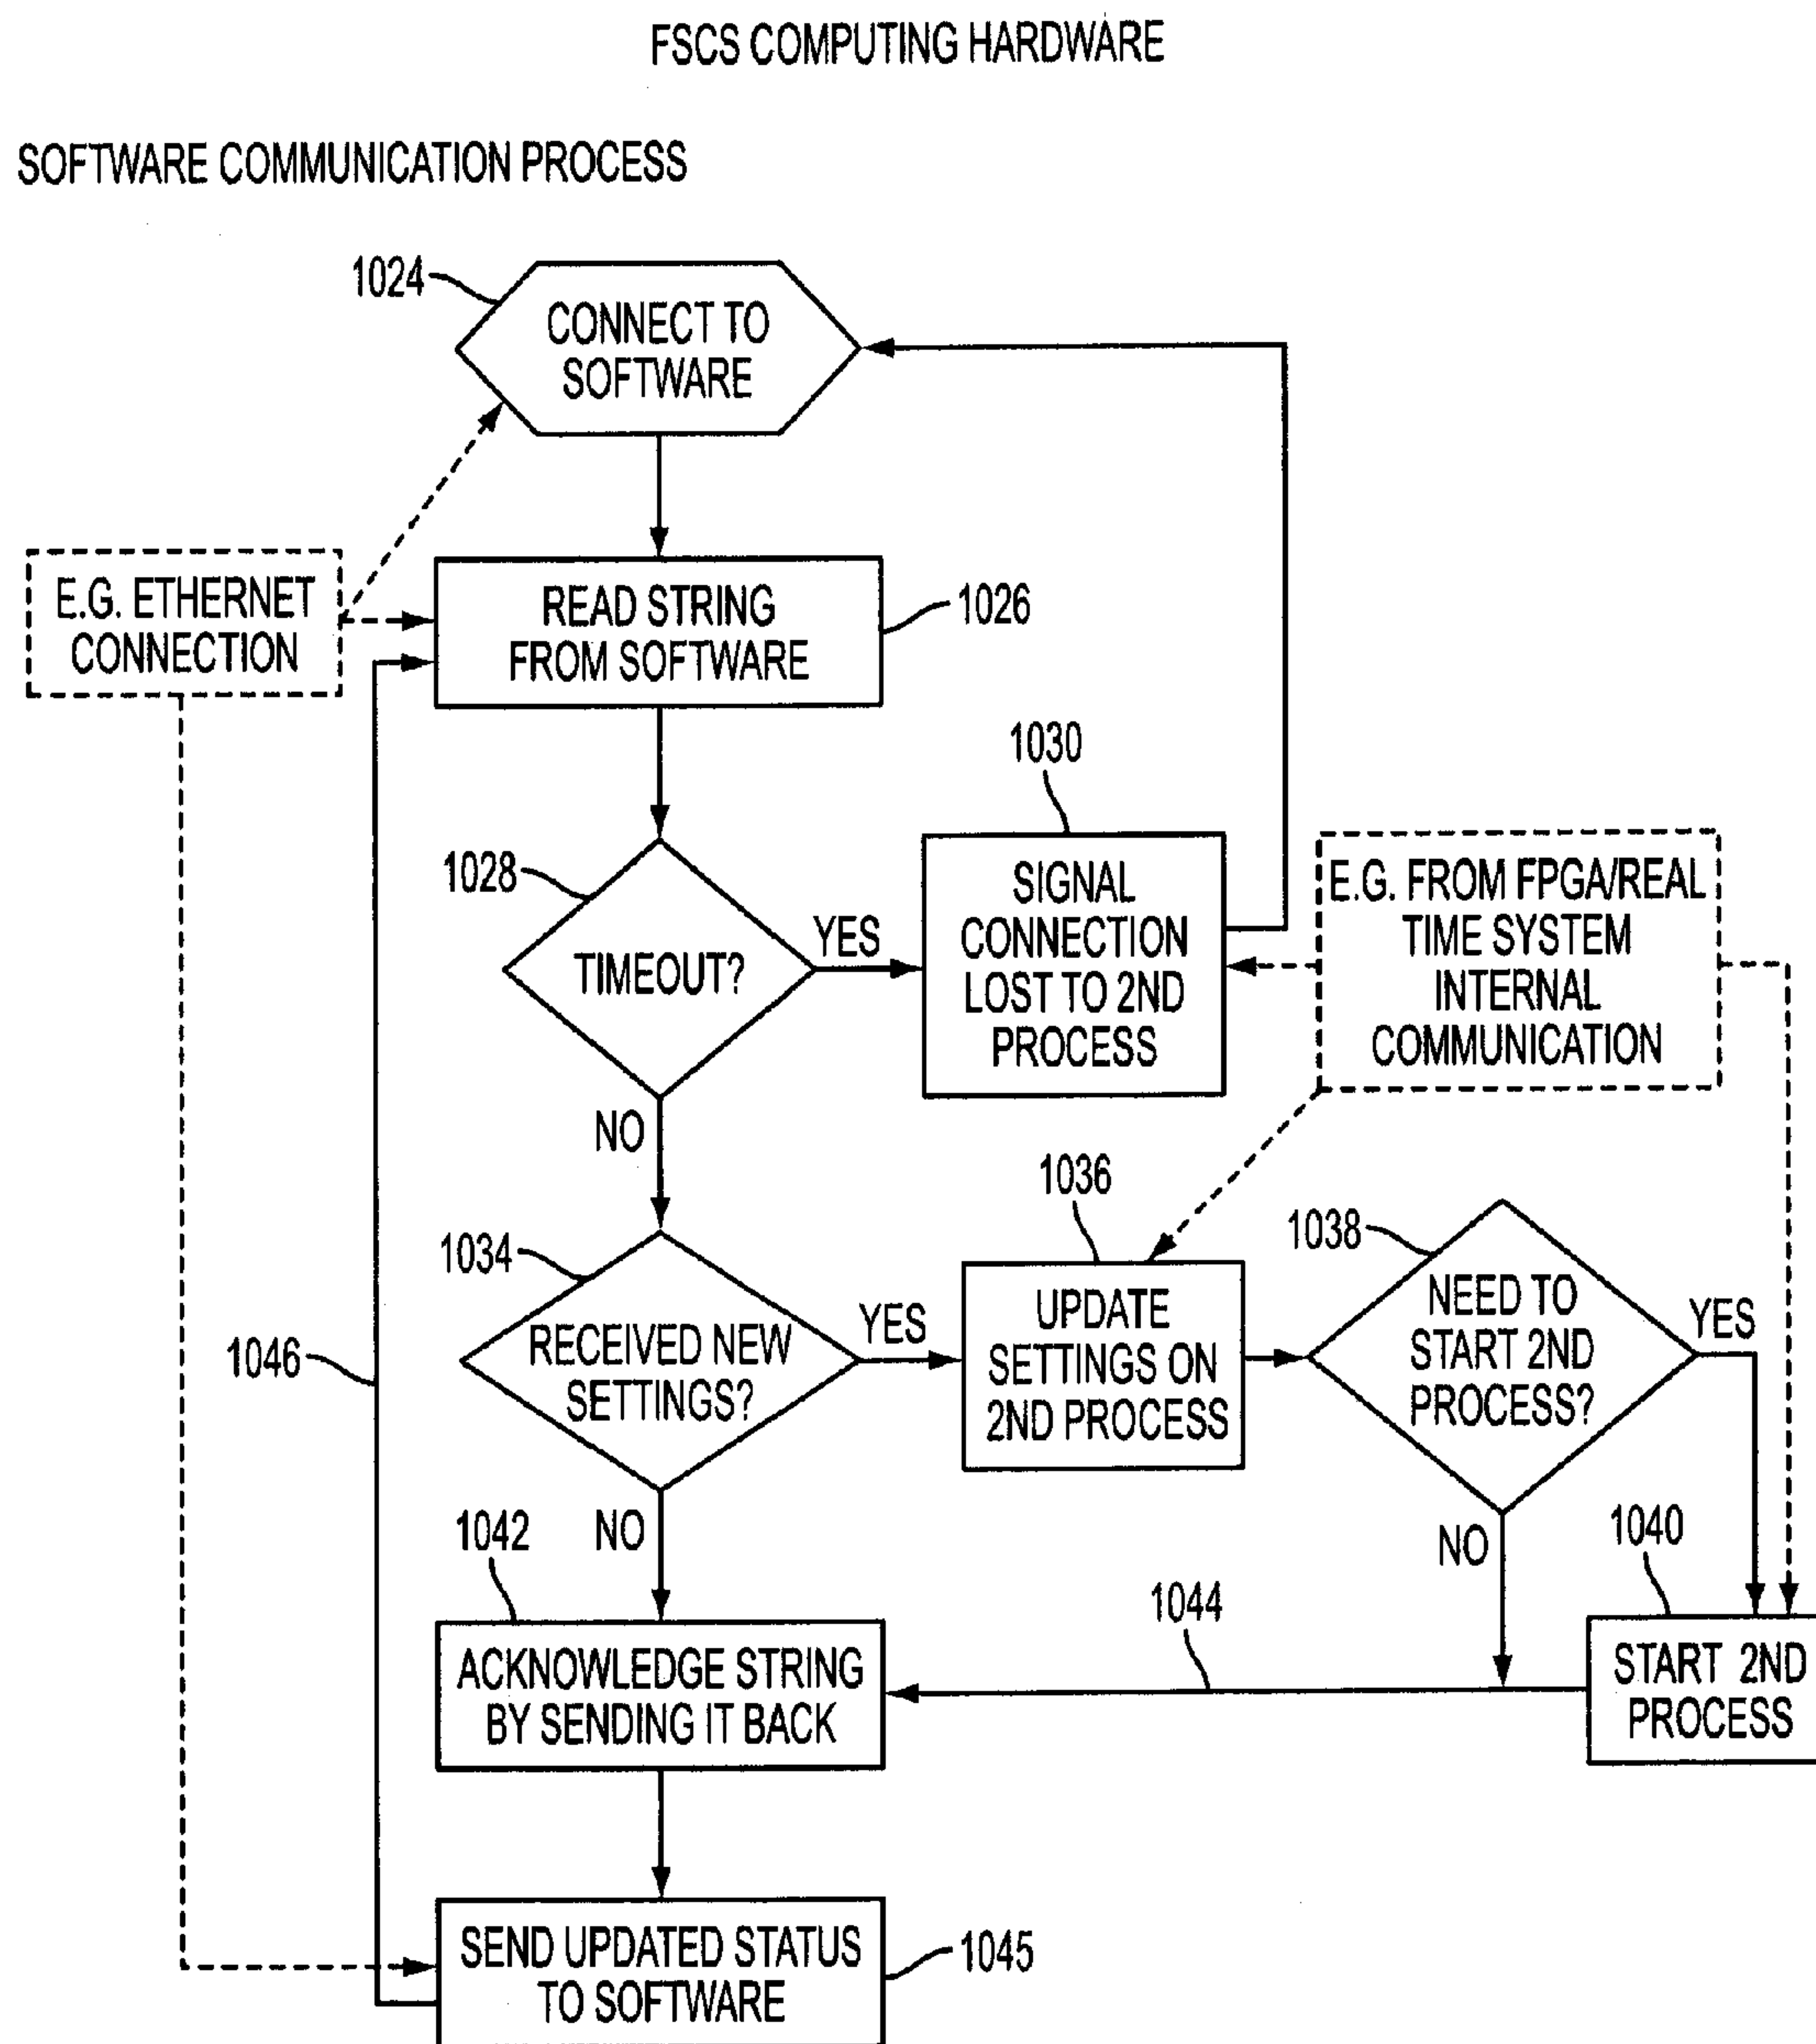 FSCS COMPUTING HARDWARE
SOFTWARE COMMUNICATION PROCESS
1024
CONNECT TO
SOFTWARE
E.G. ETHERNET
CONNECTION
READ STRING
FROM SOFTWARE
1026
1030
1028
TIMEOUT?
YES
SIGNAL
CONNECTION
LOST TO 2ND
PROCESS
E.G. FROM FPGA/REAL
TIME SYSTEM
INTERNAL
COMMUNICATION
NO
1036
1034
RECEIVED NEW
SETTINGS?
YES
UPDATE
SETTINGS ON
2ND PROCESS
1038
NEED TO
START 2ND
PROCESS?
YES
1046
NO
NO
1042
1044
1040
ACKNOWLEDGE STRING
BY SENDING IT BACK
START 2ND
PROCESS
SEND UPDATED STATUS
TO SOFTWARE
1045